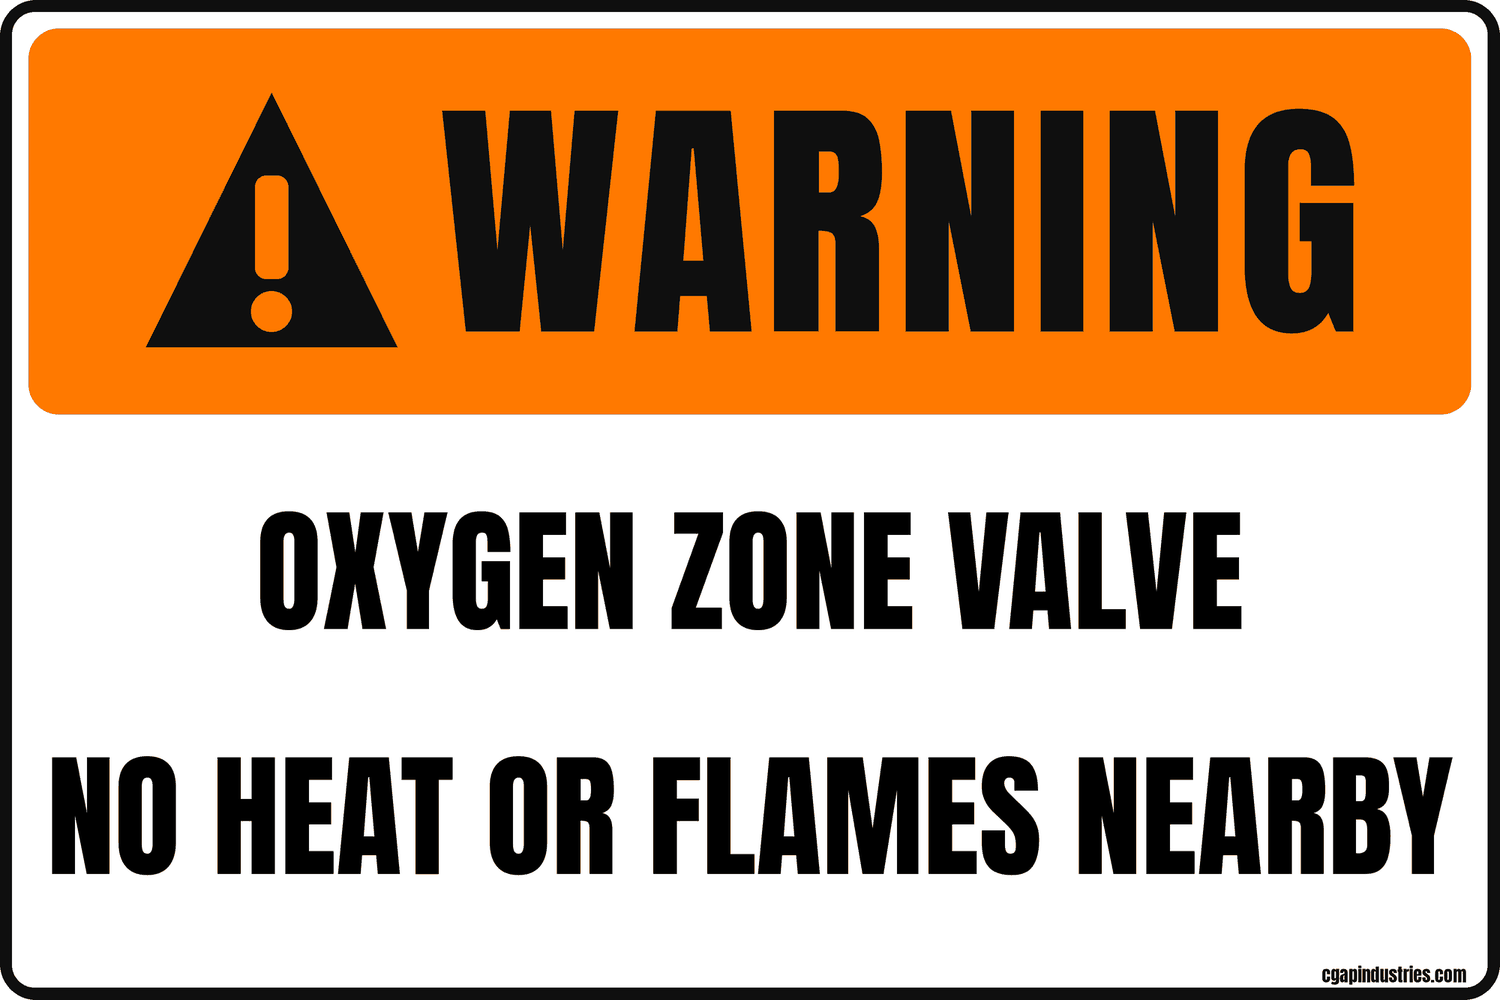 WARNING
OXYGEN ZONE VALVE
NO HEAT OR FLAMES NEARBY
cgapindustries.com